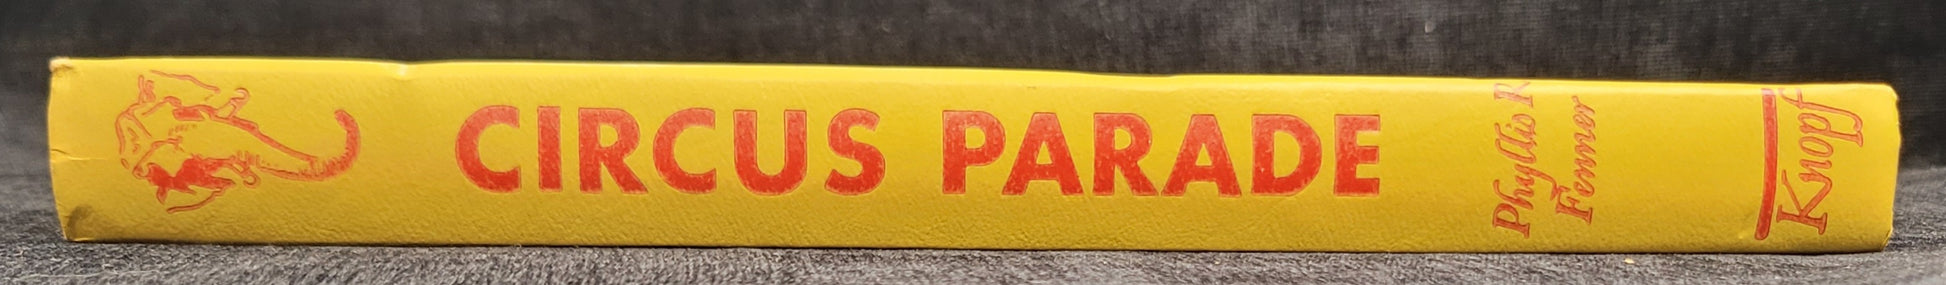 CIRCUS PARADE
Phyllis R
Fenner
Knopf